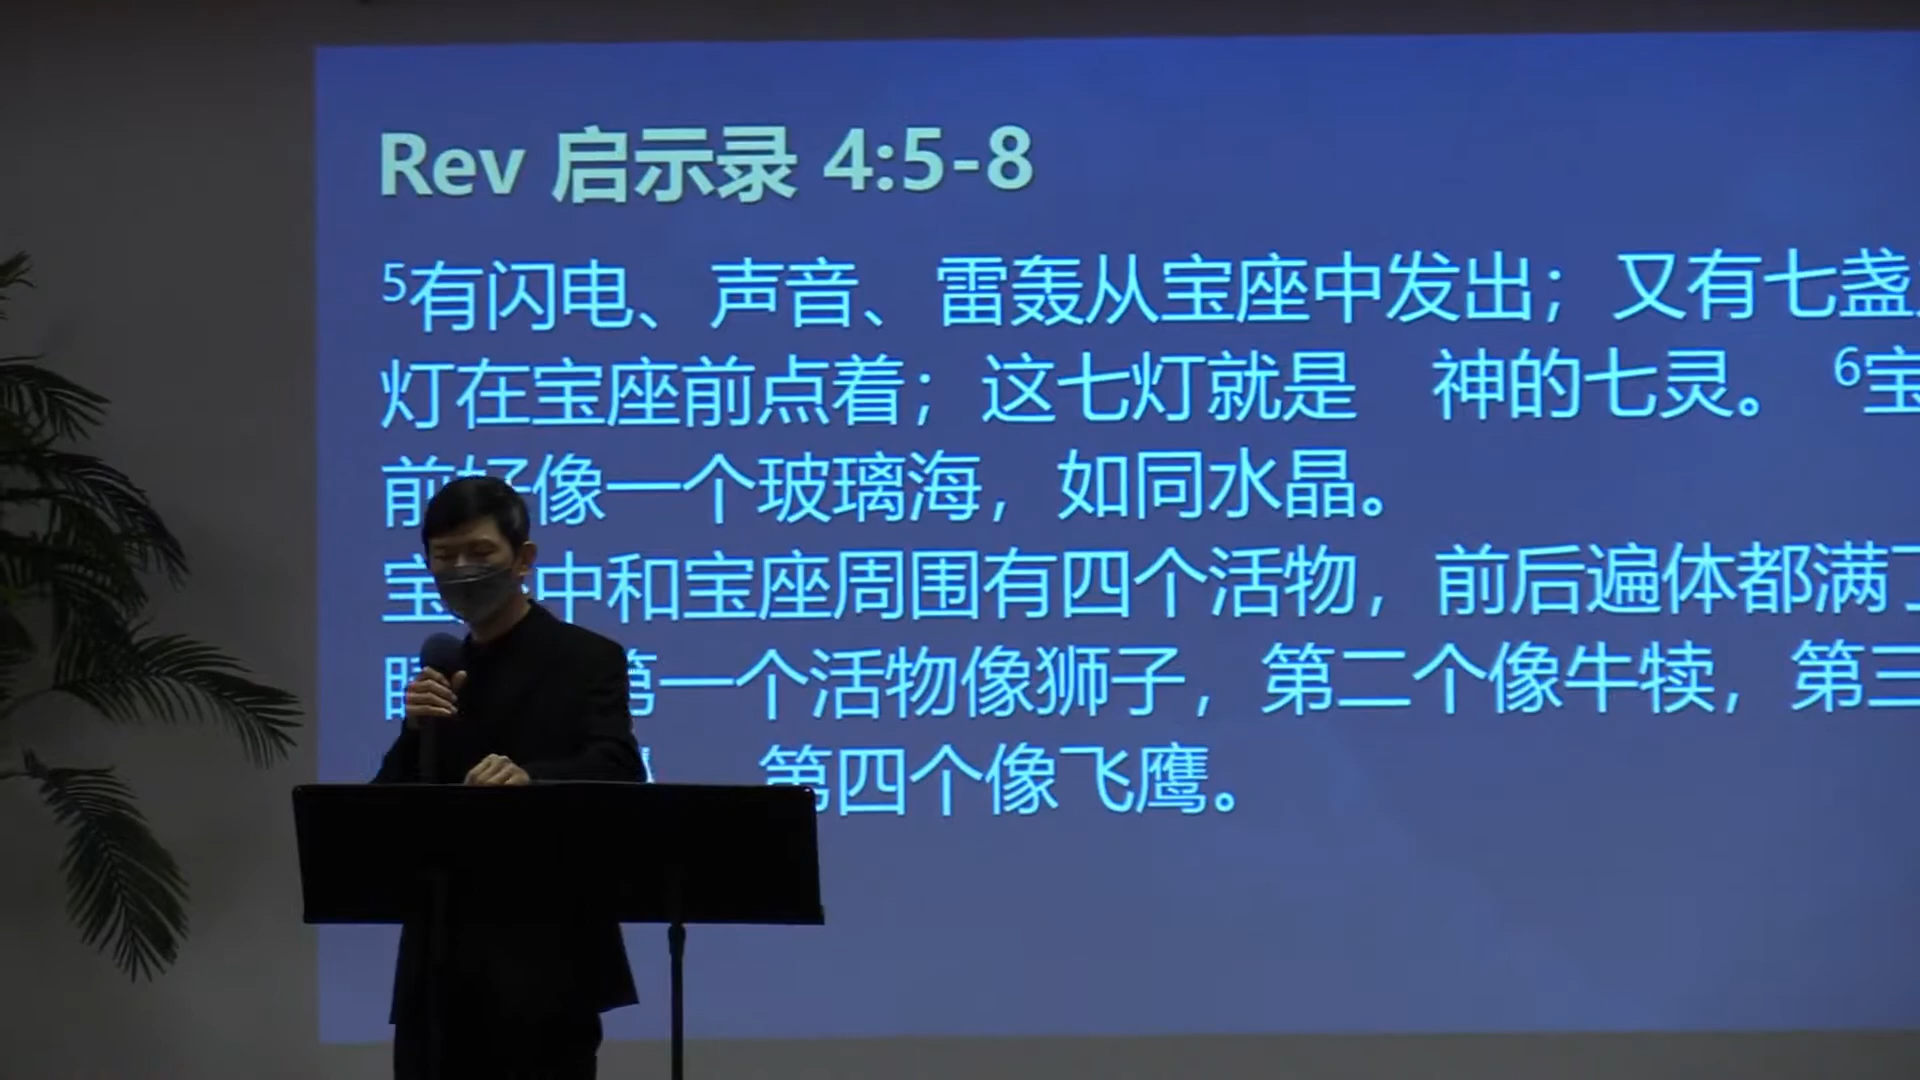 Rev 启示录 4:5-8
5有闪电、声音、雷轰从宝座中发出；又有七盏
灯在宝座前点着；这七灯就是 神的七灵。 6宝
前好像一个玻璃海，如同水晶。
宝 中和宝座周围有四个活物，前后遍体都满了
第一个活物像狮子，第二个像牛犊，第三
第四个像飞鹰。